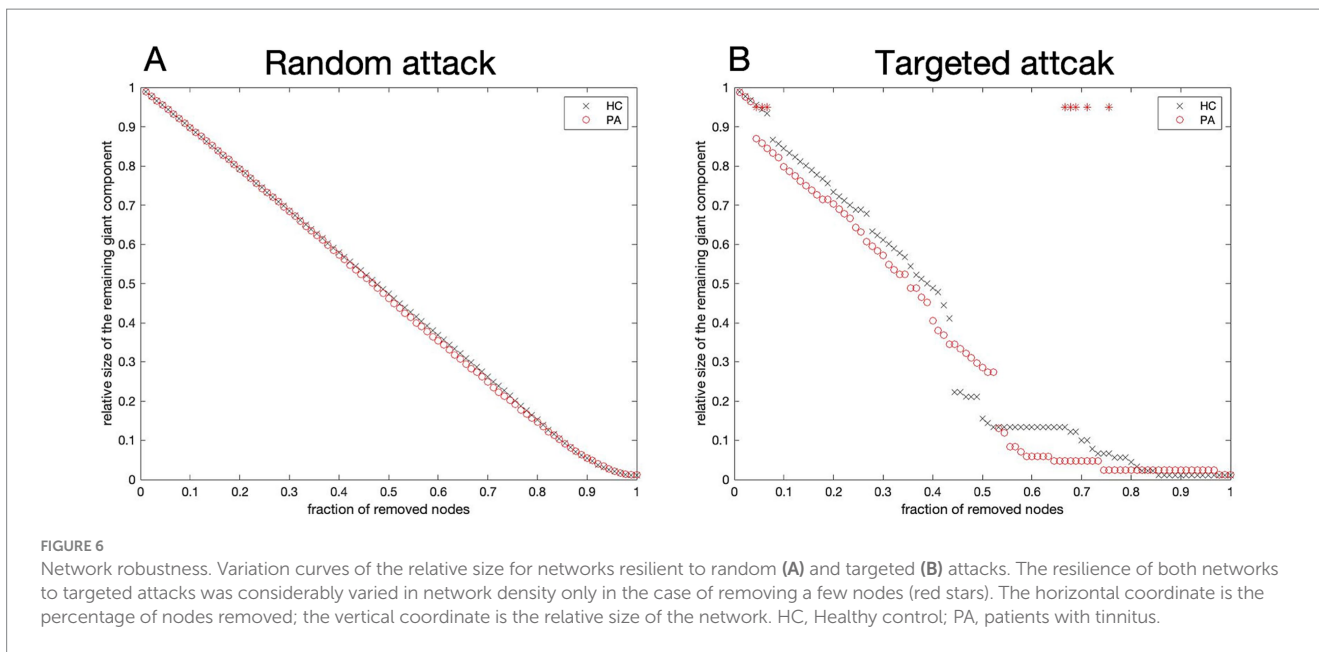 A
Random attack
1
0.9
0.8
0.7
0.6
0.5
0.4
0.3
0.2
0.1
0
relative size of the remaining giant component
HC
PA
0 0.1 0.2 0.3 0.4 0.5 0.6 0.7 0.8 0.9 1
fraction of removed nodes
B
Targeted attcak
1
0.9
0.8
0.7
0.6
0.5
0.4
0.3
0.2
0.1
0
relative size of the remaining giant component
HC
PA
0 0.1 0.2 0.3 0.4 0.5 0.6 0.7 0.8 0.9 1
fraction of removed nodes
FIGURE 6
Network robustness. Variation curves of the relative size for networks resilient to random (A) and targeted (B) attacks. The resilience of both networks
to targeted attacks was considerably varied in network density only in the case of removing a few nodes (red stars). The horizontal coordinate is the
percentage of nodes removed; the vertical coordinate is the relative size of the network. HC, Healthy control; PA, patients with tinnitus.